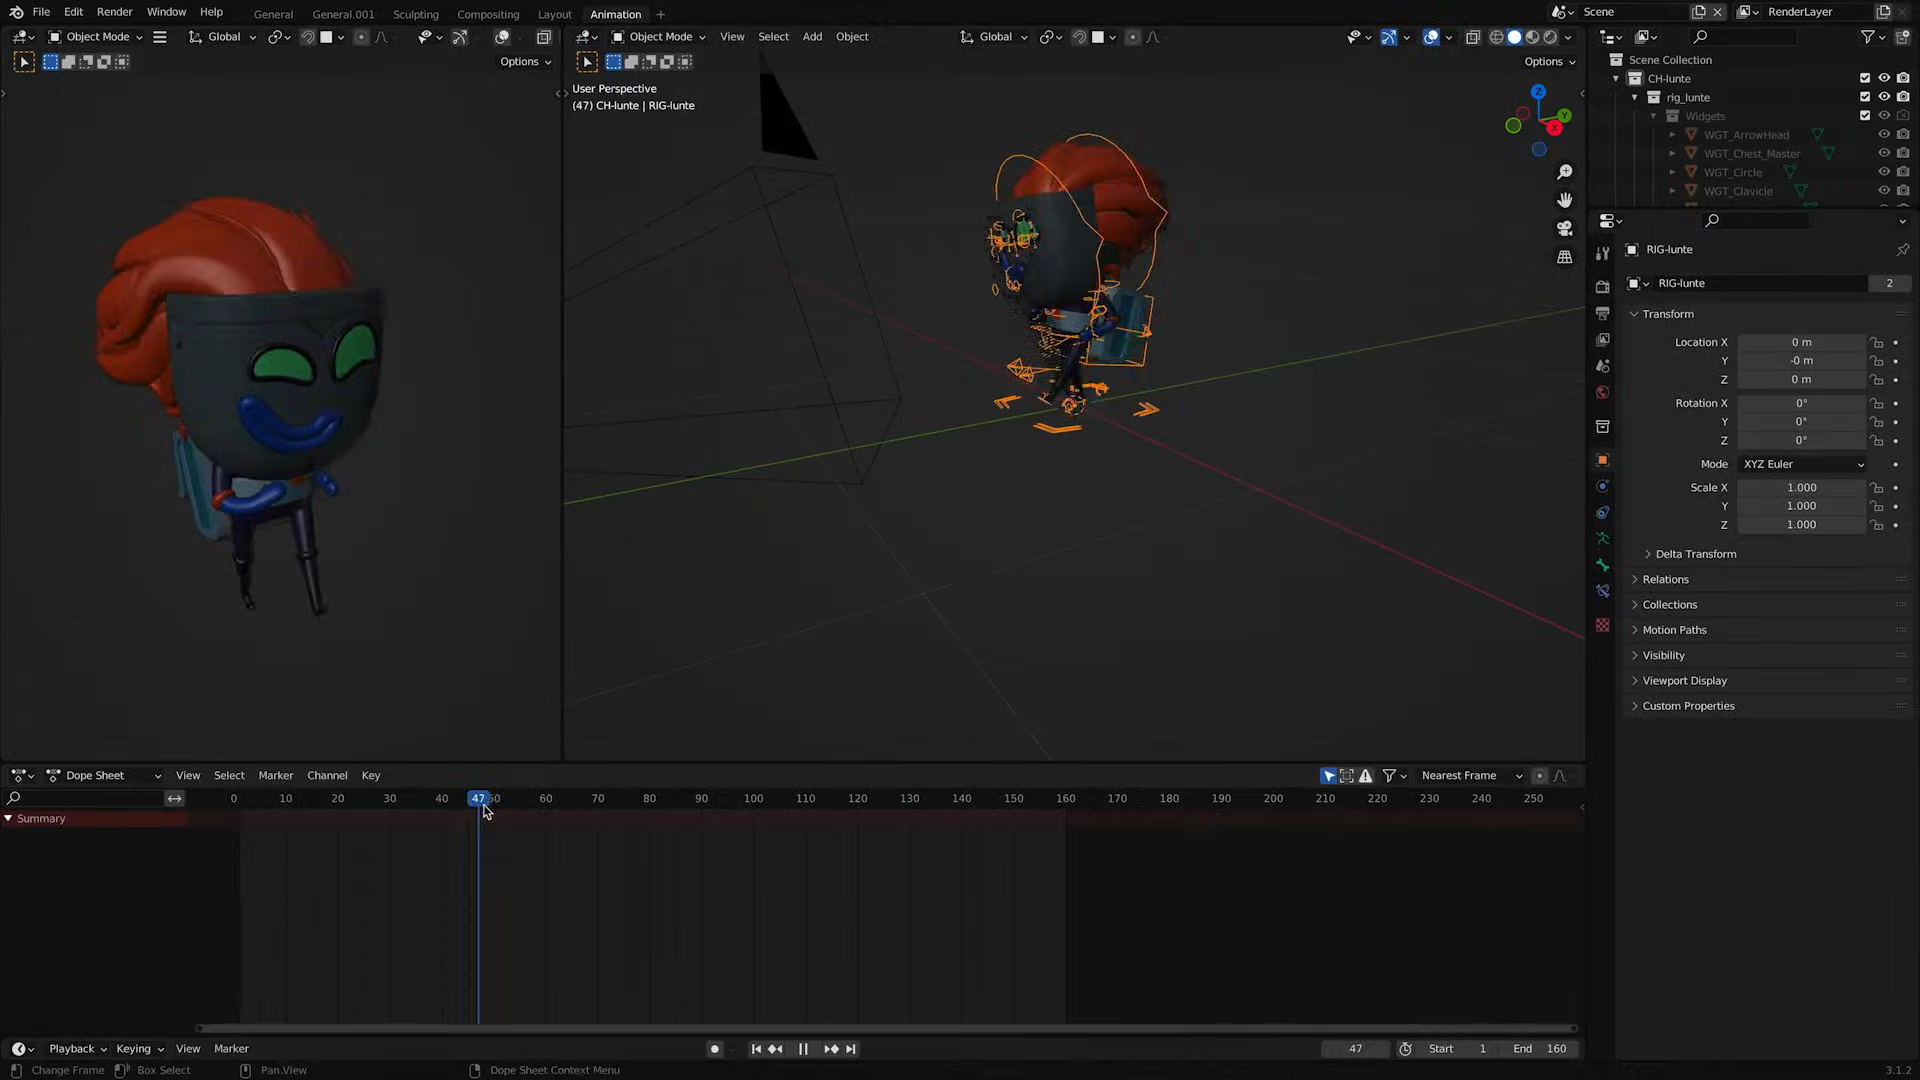 File Edit Render Window Help General General.001 Sculpting Compositing Layout Animation + Scene RenderLayer
Object Mode Global Object Mode View Select Add Object Global
Options Options
User Perspective
(47) CH-lunte | RIG-lunte
Z
Y
X
Scene Collection
CH-lunte
rig_lunte
Widgets
WGT_ArrowHead
WGT_Chest_Master
WGT_Circle
WGT_Clavicle
RIG-lunte
RIG-lunte 2
Transform
Location X 0 m
Y -0 m
Z 0 m
Rotation X 0°
Y 0°
Z 0°
Mode XYZ Euler
Scale X 1.000
Y 1.000
Z 1.000
Delta Transform
Relations
Collections
Motion Paths
Visibility
Viewport Display
Custom Properties
Dope Sheet View Select Marker Channel Key Nearest Frame
0 10 20 30 40 47 50 60 70 80 90 100 110 120 130 140 150 160 170 180 190 200 210 220 230 240 250
Summary
Playback Keying View Marker 47 Start 1 End 160
Change Frame Box Select Pan View Dope Sheet Context Menu 3.1.2